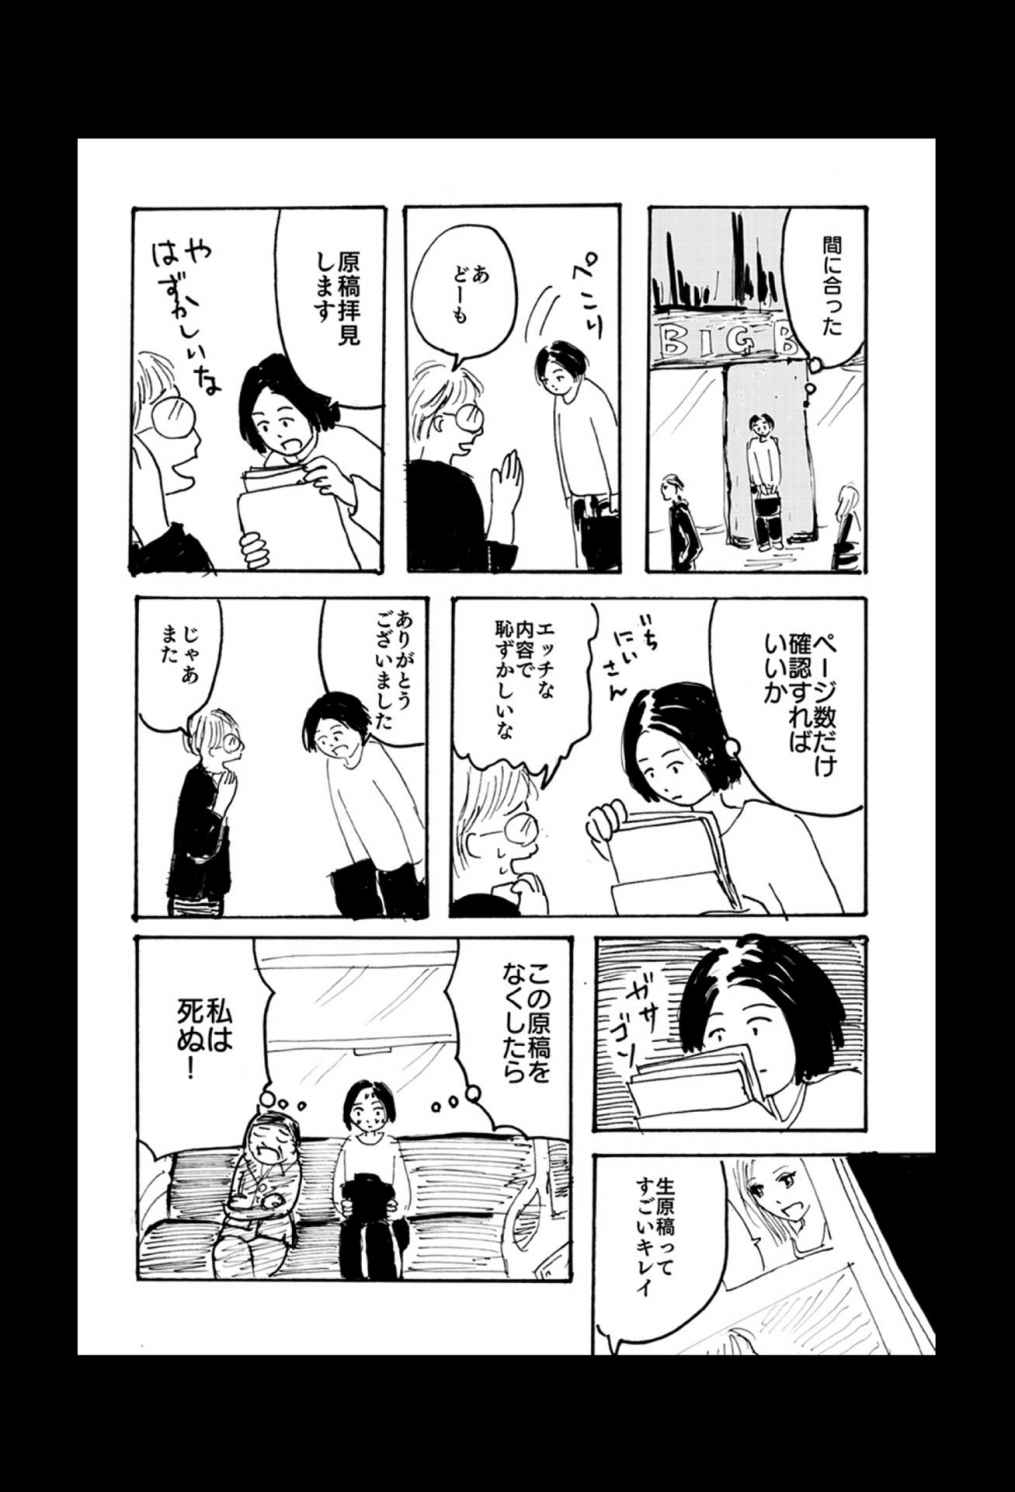 間に合った
BIG B
ぺこり
あ
どーも
原稿拝見
します
や
はずかしいな
ページ数だけ
確認すれば
いいか
いち
にい
さん
エッチな
内容で
恥ずかしいな
ありがとう
ございました
じゃあ
また
ガサ
ゴソ
生原稿って
すごいキレイ
この原稿を
なくしたら
私は
死ぬ!